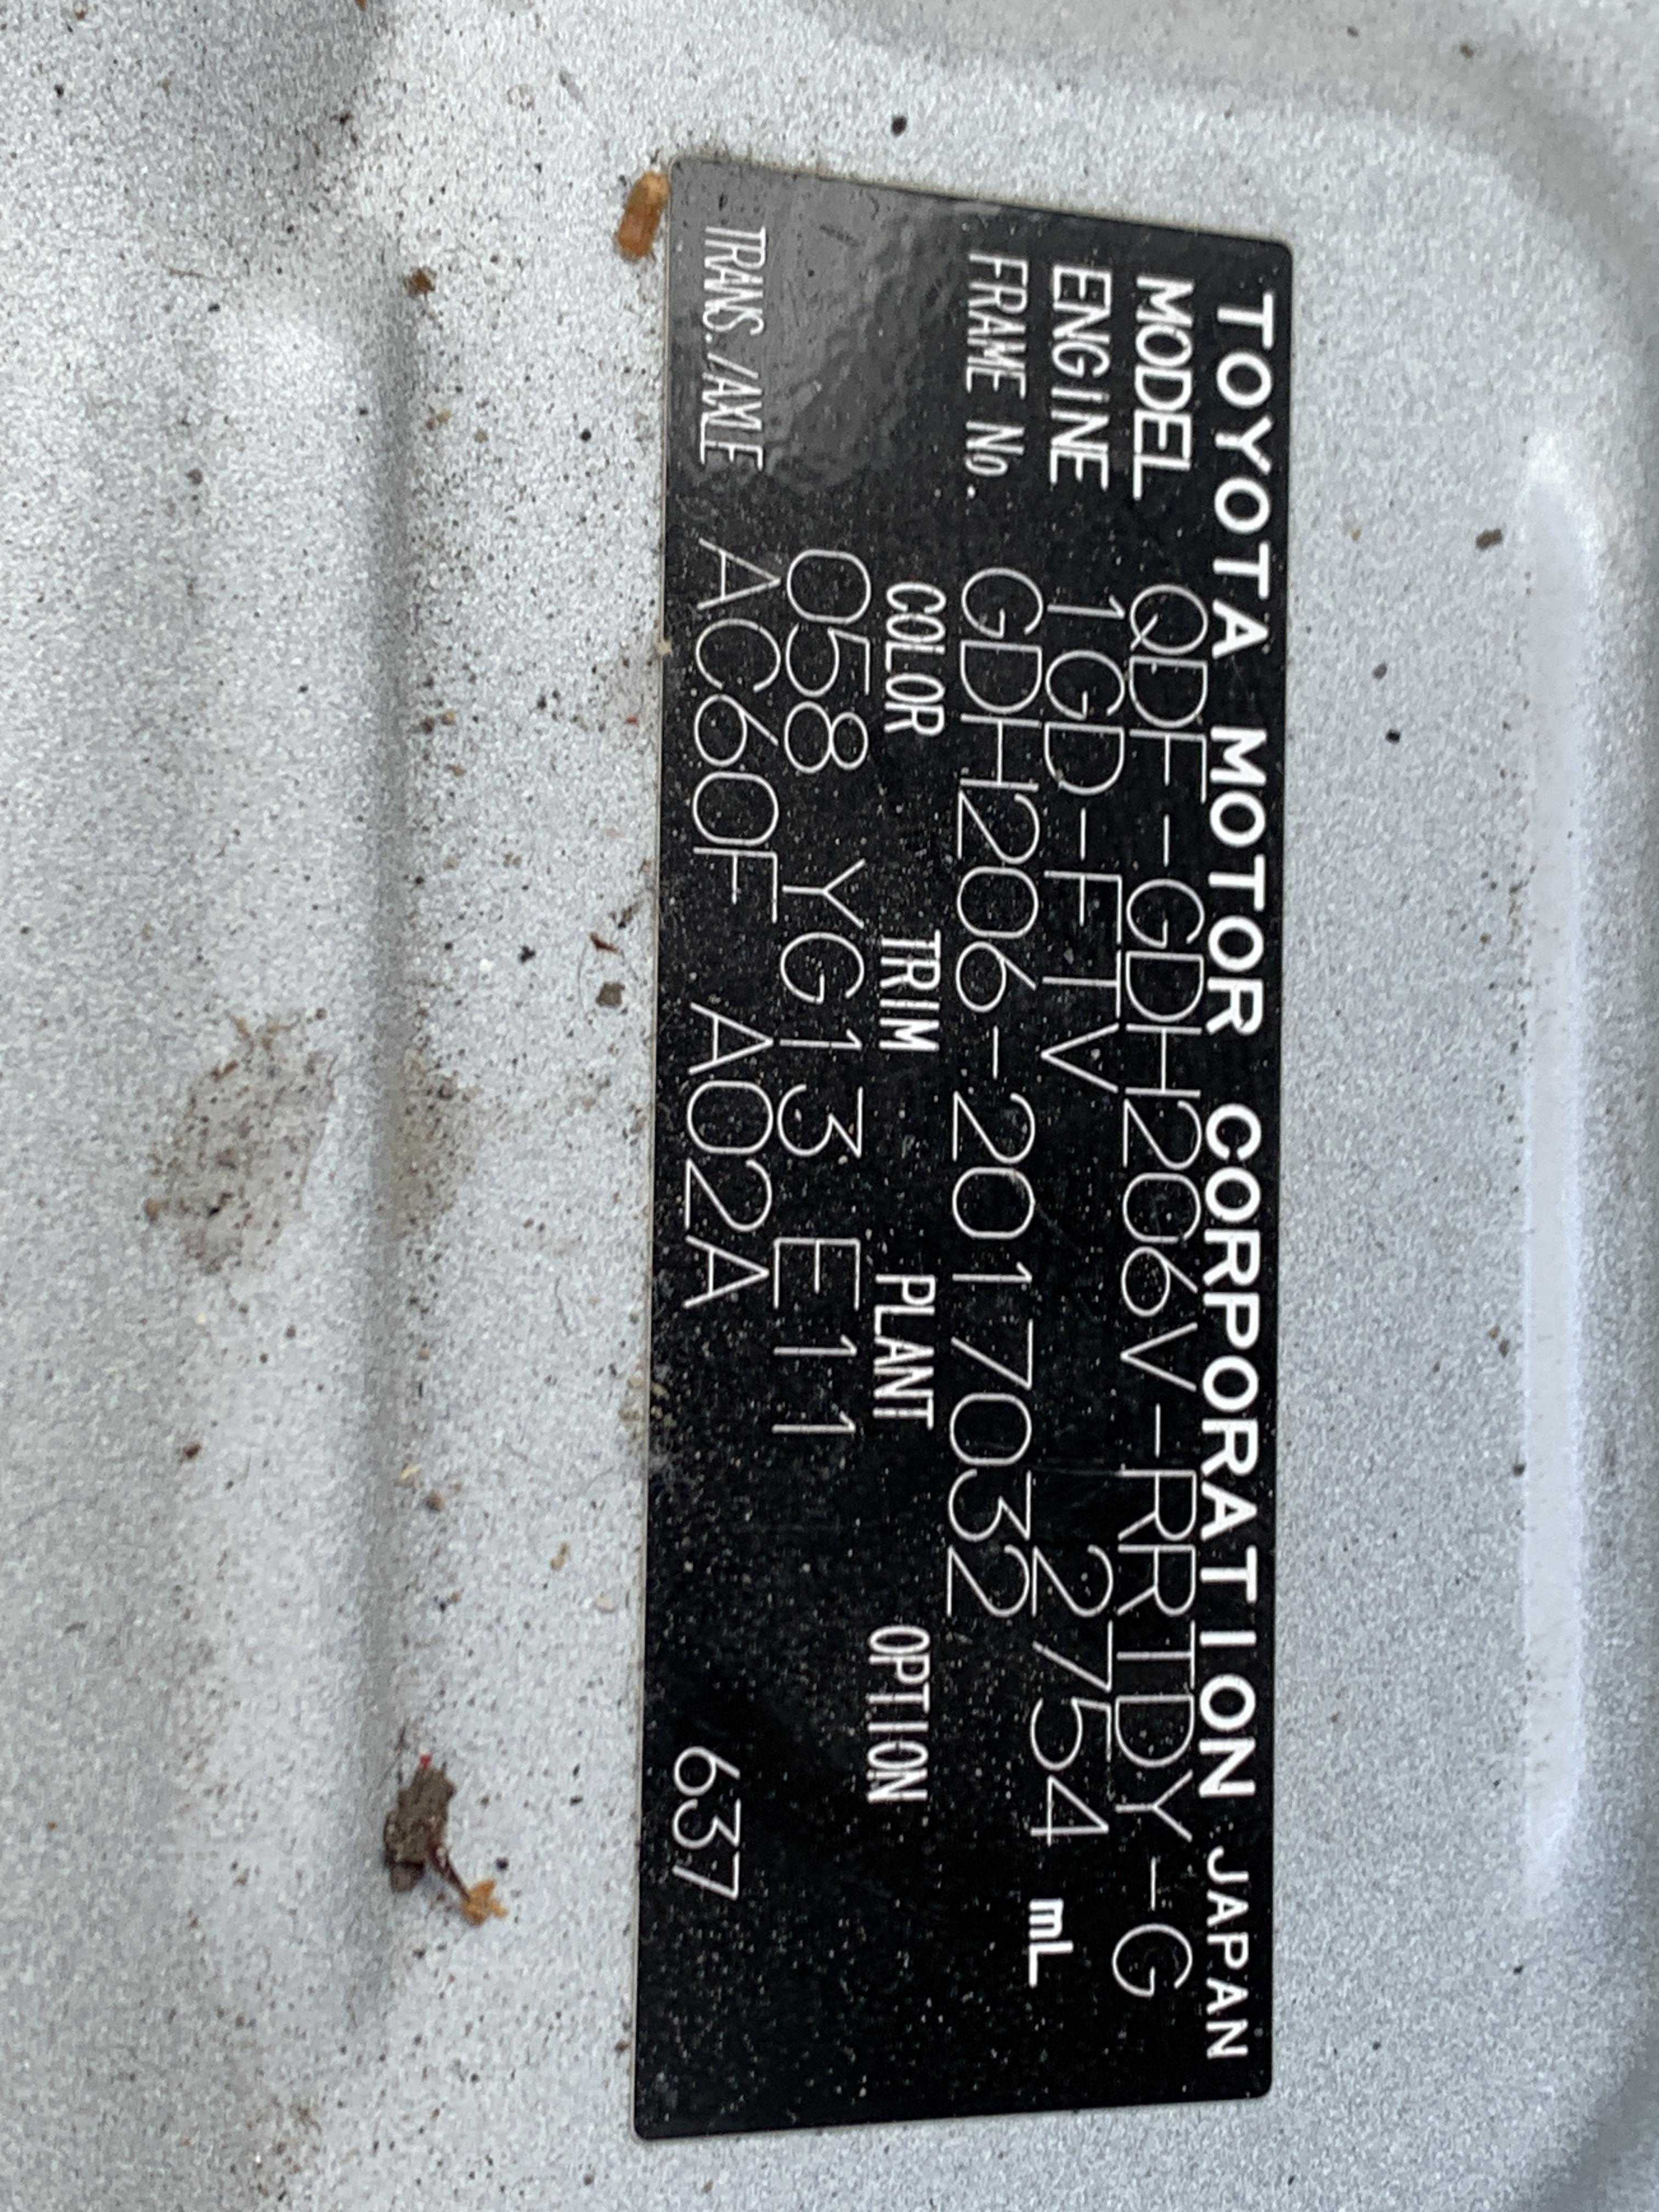 TOYOTA MOTOR CORPORATION JAPAN
MODEL QDF-GDH206V-RRTDY-G
ENGINE 1GD-FTV 2754 mL
FRAME No. GDH206-2017032
COLOR TRIM PLANT OPTION
058 YG13 E11
TRANS./AXLE AC60F A02A 637